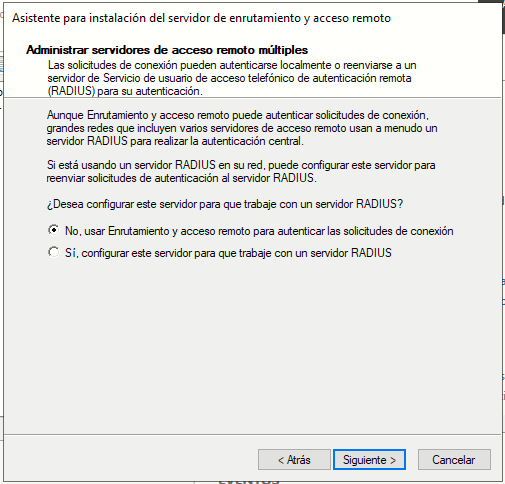 Asistente para instalación del servidor de enrutamiento y acceso remoto
Administrar servidores de acceso remoto múltiples
Las solicitudes de conexión pueden autenticarse localmente o reenviarse a un
servidor de Servicio de usuario de acceso telefónico de autenticación remota
(RADIUS) para su autenticación.
Aunque Enrutamiento y acceso remoto puede autenticar solicitudes de conexión,
grandes redes que incluyen varios servidores de acceso remoto usan a menudo un
servidor RADIUS para realizar la autenticación central.
Si está usando un servidor RADIUS en su red, puede configurar este servidor para
reenviar solicitudes de autenticación al servidor RADIUS.
¿Desea configurar este servidor para que trabaje con un servidor RADIUS?
No, usar Enrutamiento y acceso remoto para autenticar las solicitudes de conexión
Sí, configurar este servidor para que trabaje con un servidor RADIUS
< Atrás
Siguiente >
Cancelar
EVENTOS